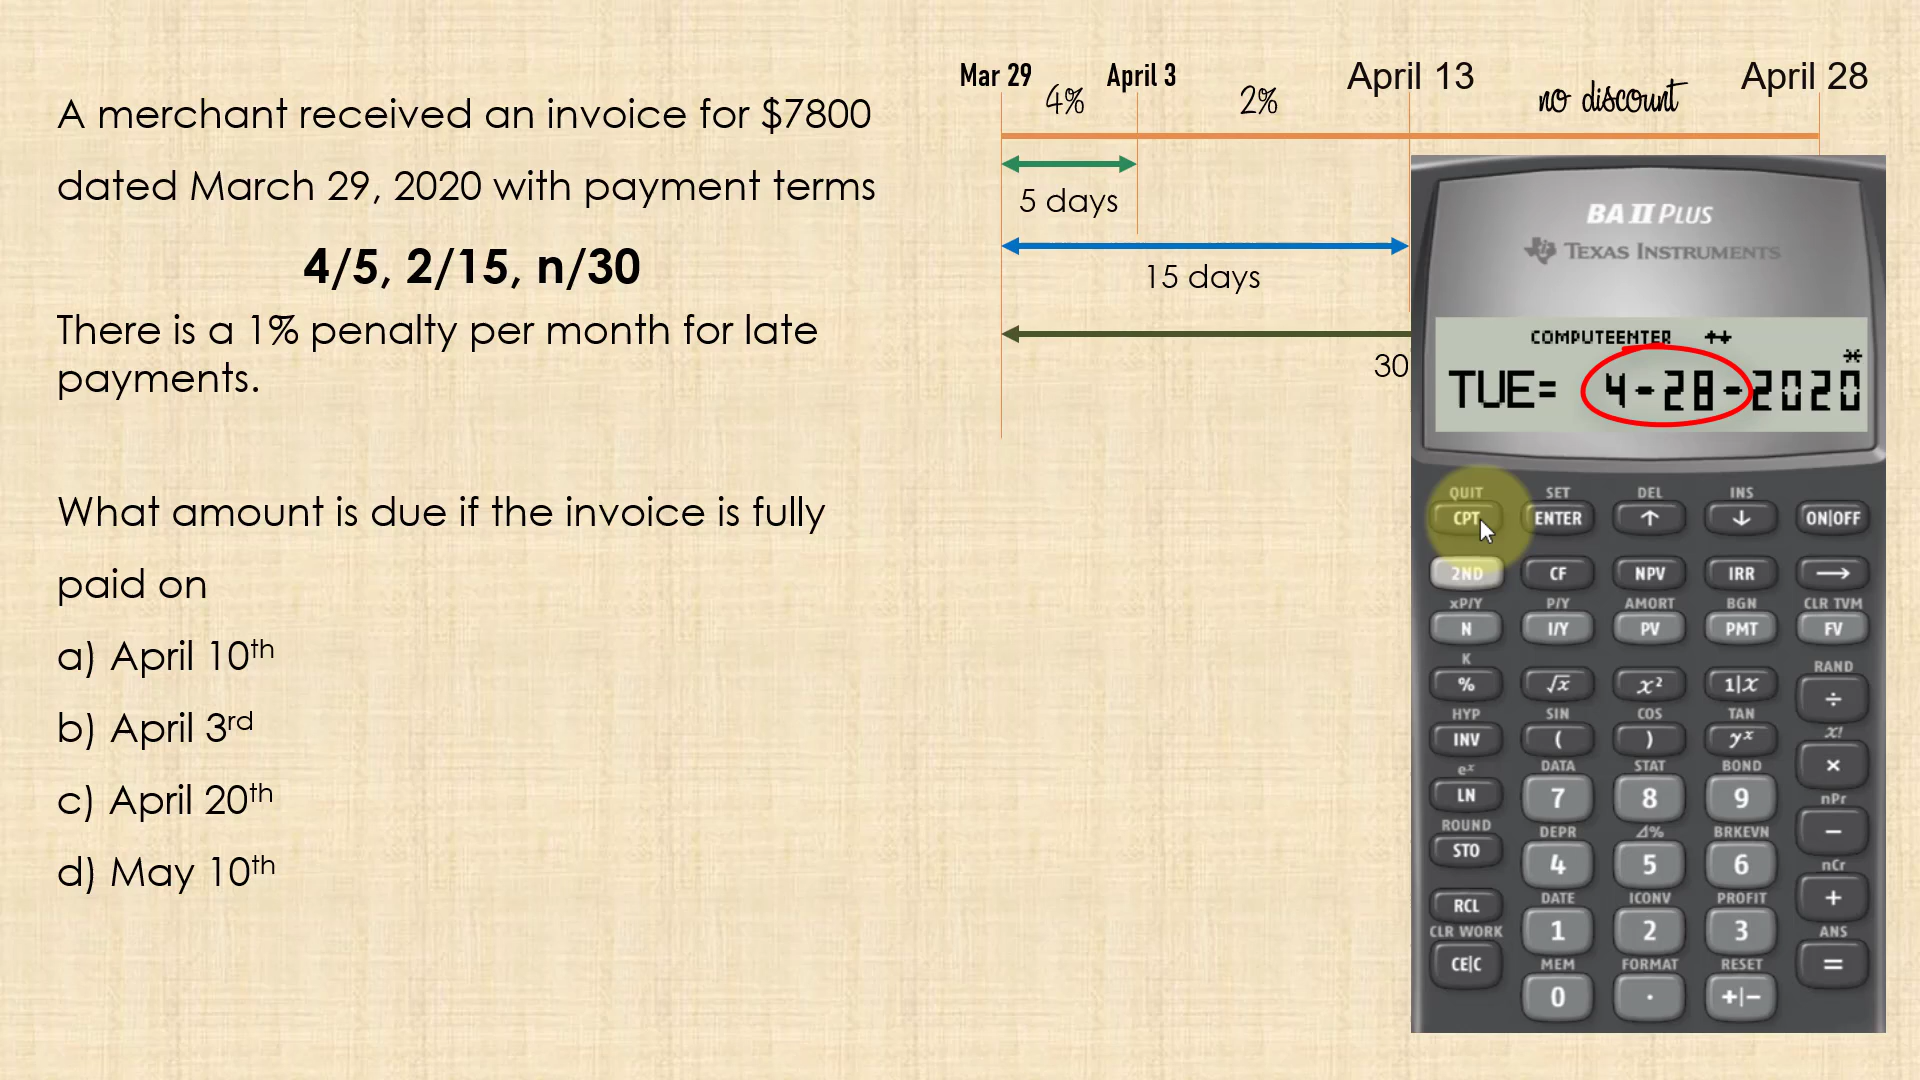 A merchant received an invoice for $7800
dated March 29, 2020 with payment terms
4/5, 2/15, n/30
There is a 1% penalty per month for late
payments.
What amount is due if the invoice is fully
paid on
a) April 10th
b) April 3rd
c) April 20th
d) May 10th
Mar 29 April 3 April 13 April 28
4% 2% no discount
5 days
15 days
30
BA II PLUS
TEXAS INSTRUMENTS
COMPUTE ENTER
TUE= 4-28-2020
QUIT SET DEL INS
CPT ENTER ↑ ↓ ON|OFF
2ND CF NPV IRR →
xP/Y P/Y AMORT BGN CLR TVM
N I/Y PV PMT FV
K RAND
% √x x² 1|x ÷
HYP SIN COS TAN x!
INV ( ) yˣ ×
eˣ DATA STAT BOND nPr
LN 7 8 9 −
ROUND DEPR Δ% BRKEVN nCr
STO 4 5 6 +
DATE ICONV PROFIT
RCL 1 2 3
CLR WORK ANS
CE|C =
MEM FORMAT RESET
0 . +|−